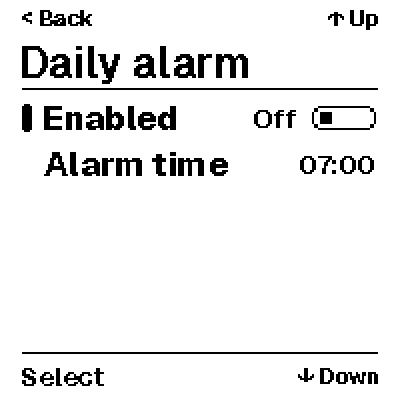 < Back ↑ Up
Daily alarm
Enabled Off
Alarm time 07:00
Select ↓ Down